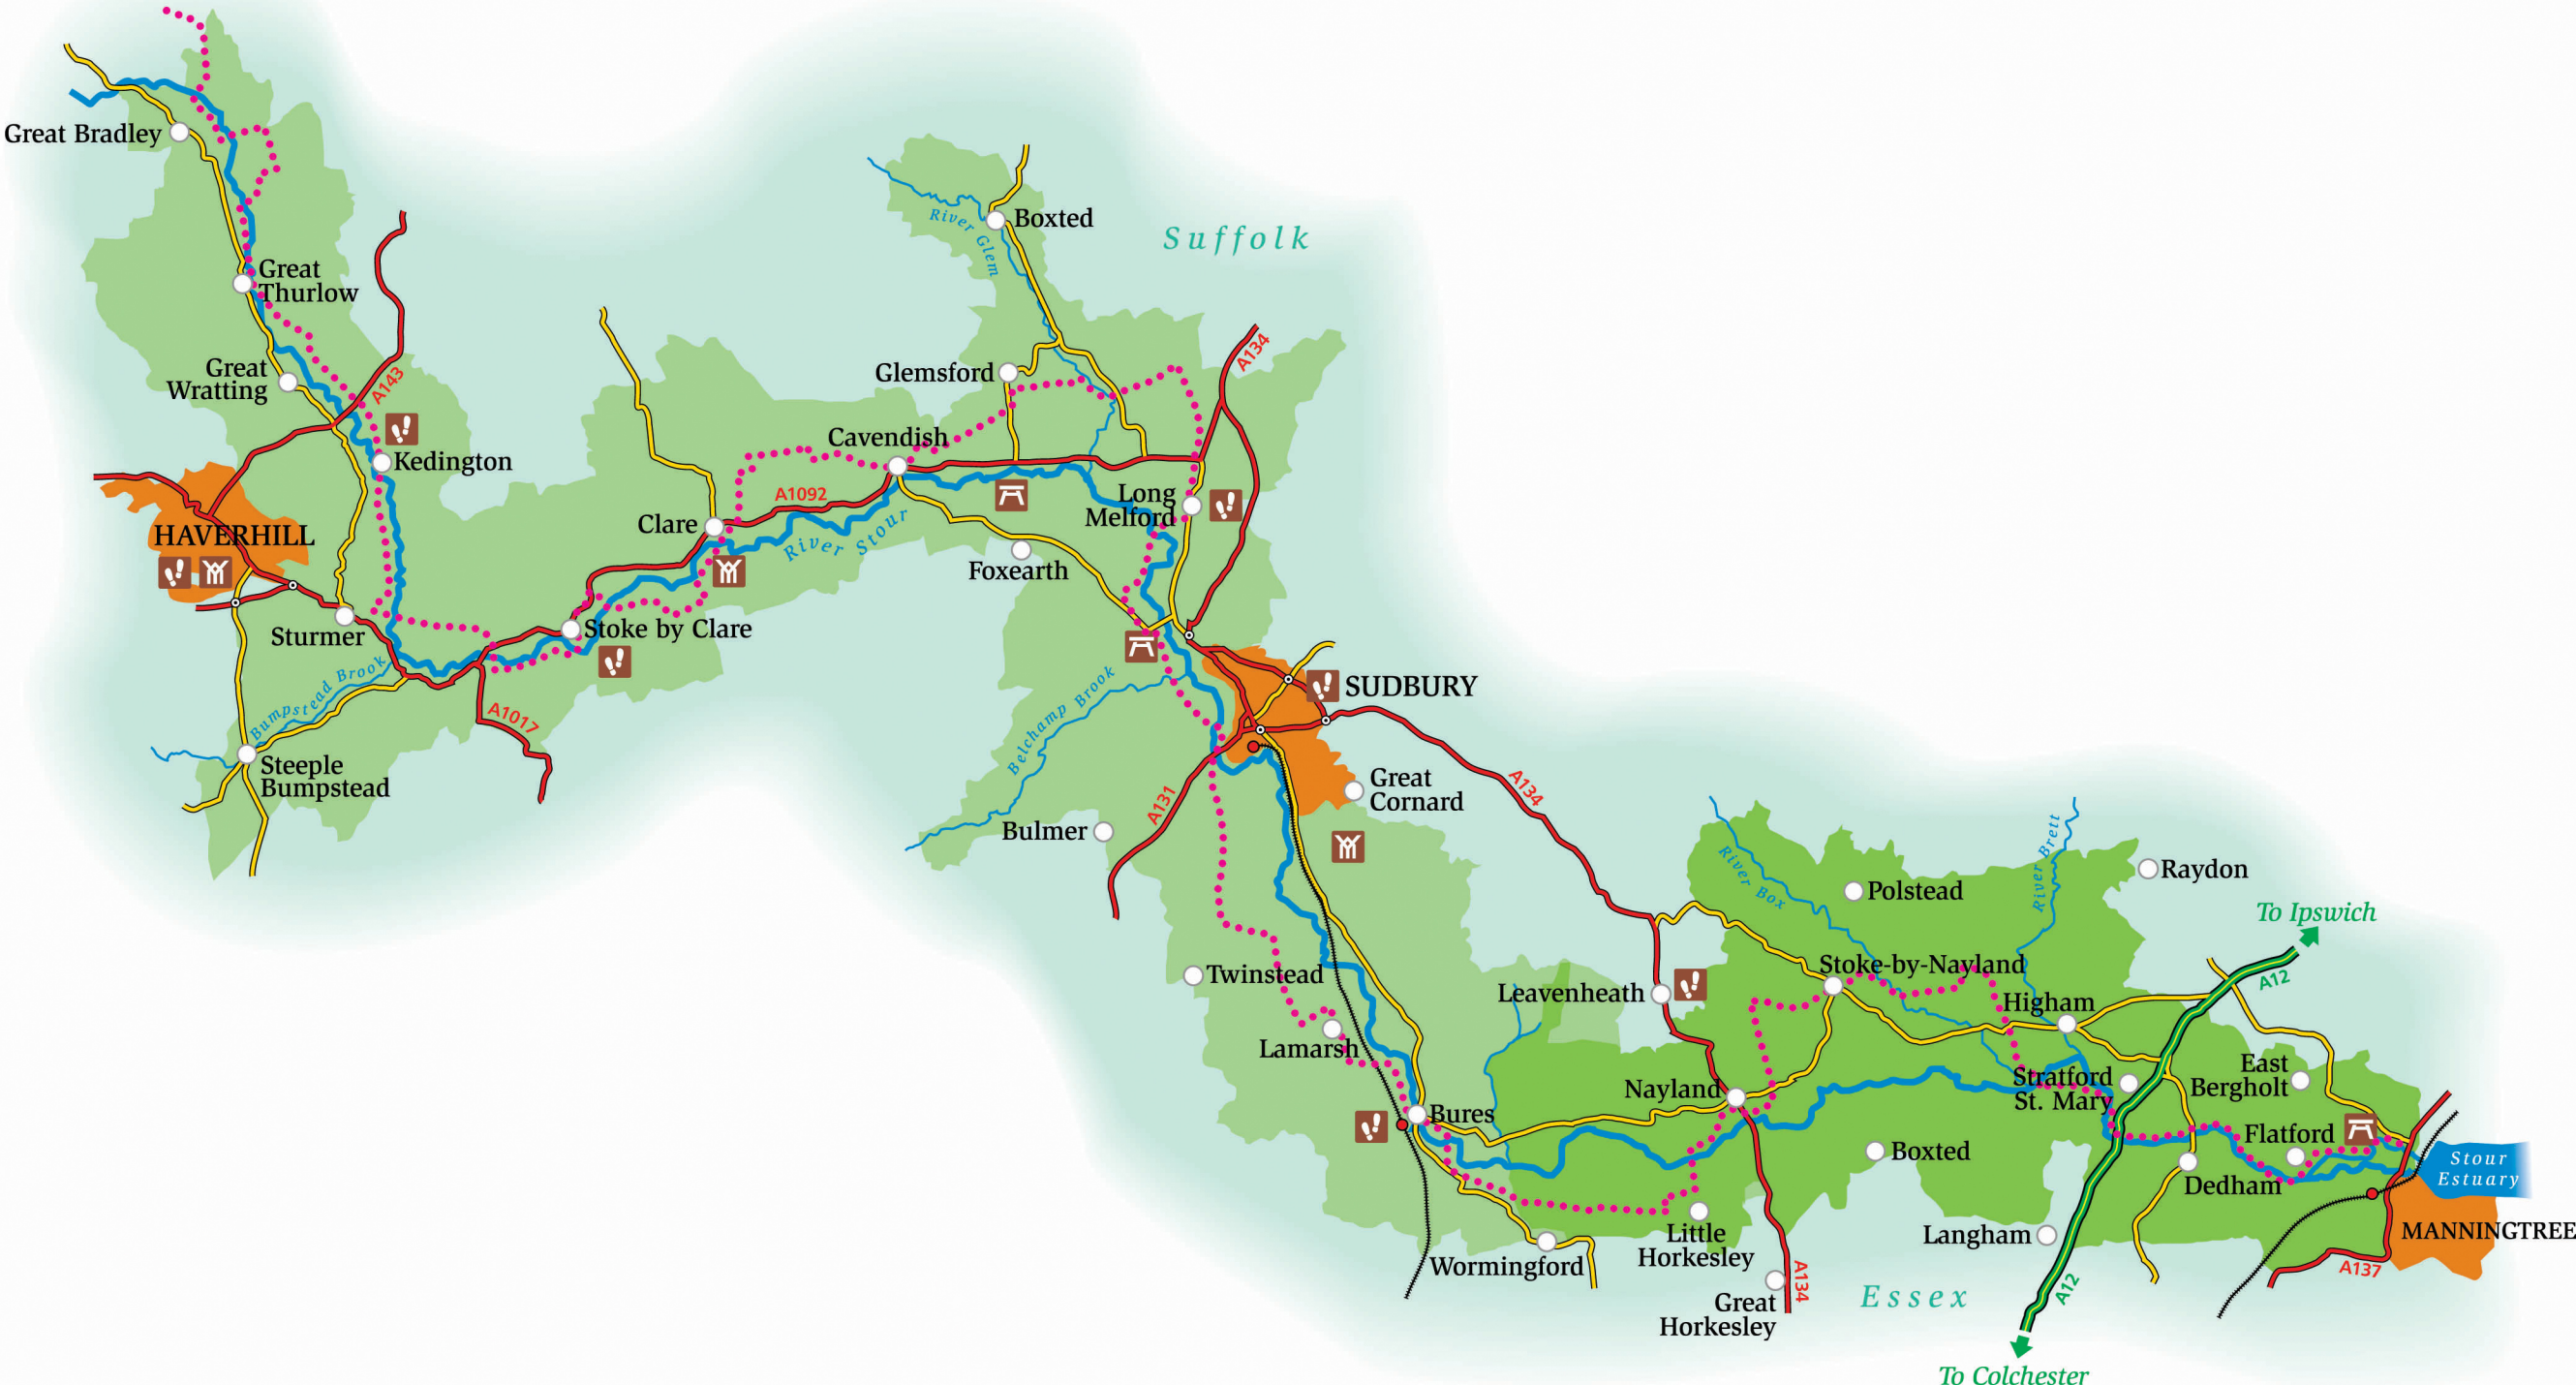 Great Bradley
Great
Thurlow
Great
Wratting
A143
Kedington
HAVERHILL
Sturmer
Bumpstead Brook
Steeple
Bumpstead
A1017
Stoke by Clare
Clare
A1092
River Stour
Cavendish
Glemsford
River Glem
Boxted
Suffolk
A134
Long
Melford
Foxearth
Belchamp Brook
SUDBURY
Great
Cornard
Bulmer
A131
A134
Twinstead
Lamarsh
Bures
Wormingford
Leavenheath
Nayland
Little
Horkesley
Great
Horkesley
A134
River Box
Polstead
River Brett
Raydon
Stoke-by-Nayland
Higham
To Ipswich
A12
Stratford
St. Mary
East
Bergholt
Flatford
Dedham
Boxted
Langham
Essex
A12
To Colchester
Stour
Estuary
MANNINGTREE
A137